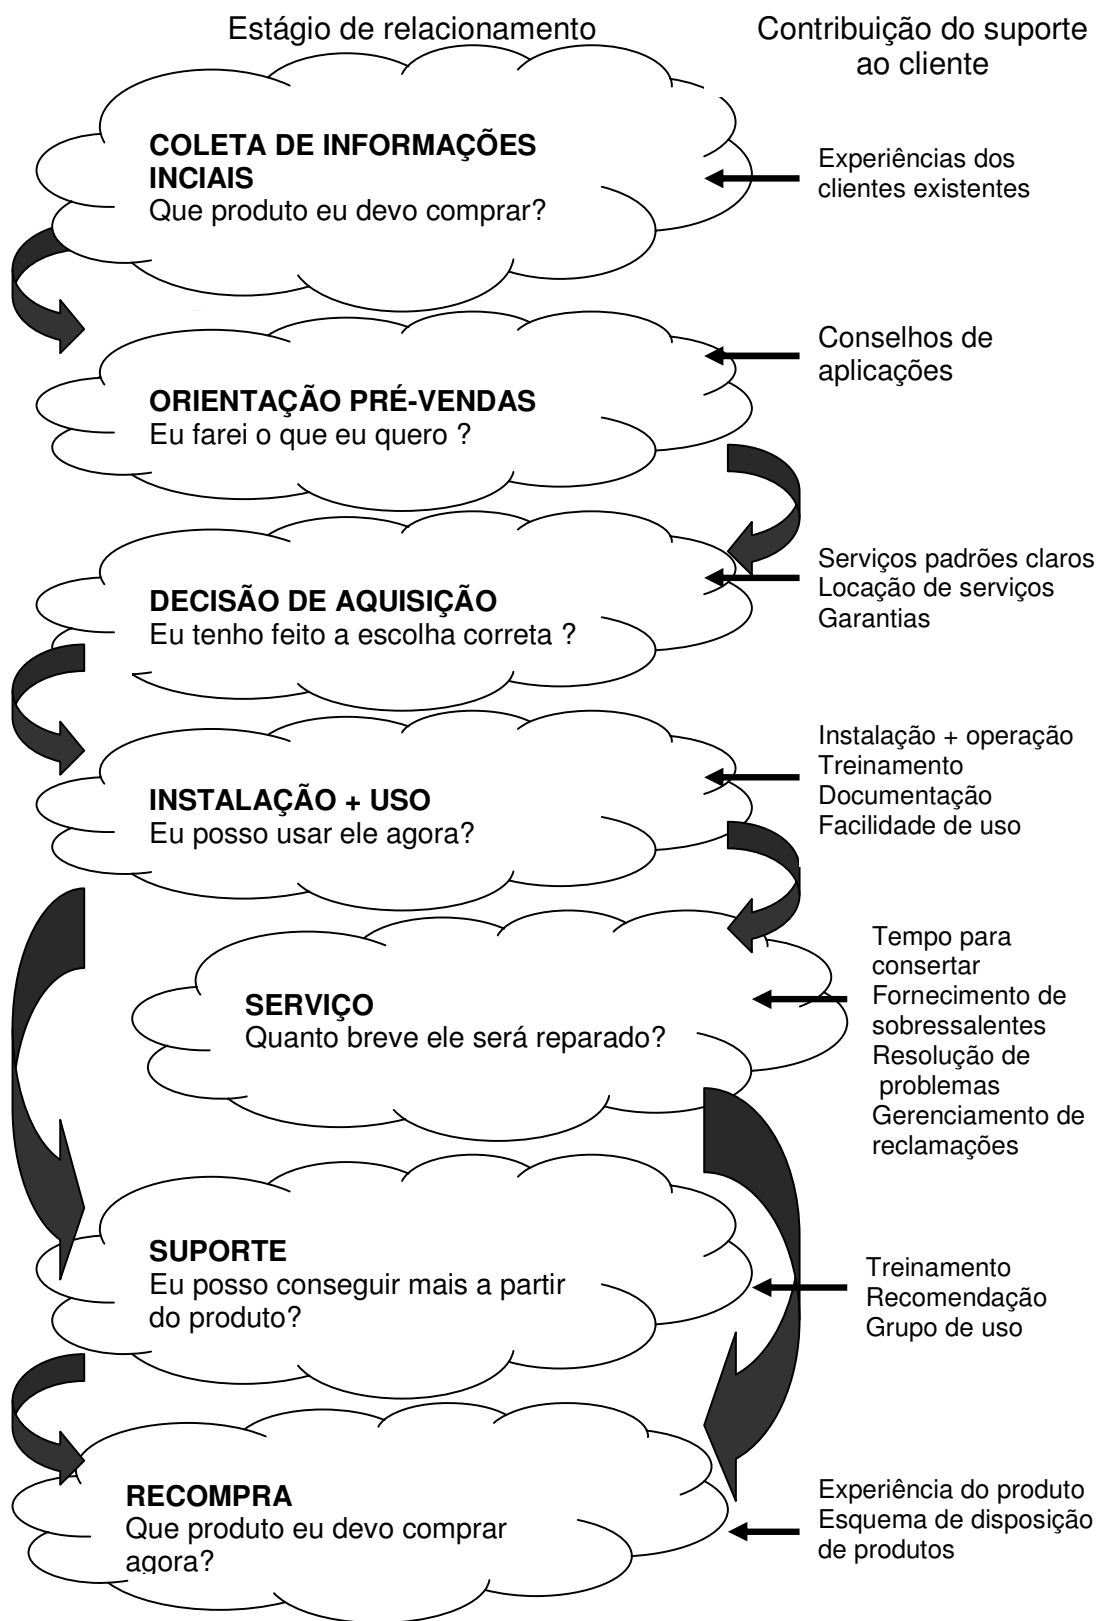 Estágio de relacionamento
Contribuição do suporte
ao cliente
COLETA DE INFORMAÇÕES
INCIAIS
Que produto eu devo comprar?
Experiências dos
clientes existentes
ORIENTAÇÃO PRÉ-VENDAS
Eu farei o que eu quero ?
Conselhos de
aplicações
DECISÃO DE AQUISIÇÃO
Eu tenho feito a escolha correta ?
Serviços padrões claros
Locação de serviços
Garantias
INSTALAÇÃO + USO
Eu posso usar ele agora?
Instalação + operação
Treinamento
Documentação
Facilidade de uso
SERVIÇO
Quanto breve ele será reparado?
Tempo para
consertar
Fornecimento de
sobressalentes
Resolução de
problemas
Gerenciamento de
reclamações
SUPORTE
Eu posso conseguir mais a partir
do produto?
Treinamento
Recomendação
Grupo de uso
RECOMPRA
Que produto eu devo comprar
agora?
Experiência do produto
Esquema de disposição
de produtos